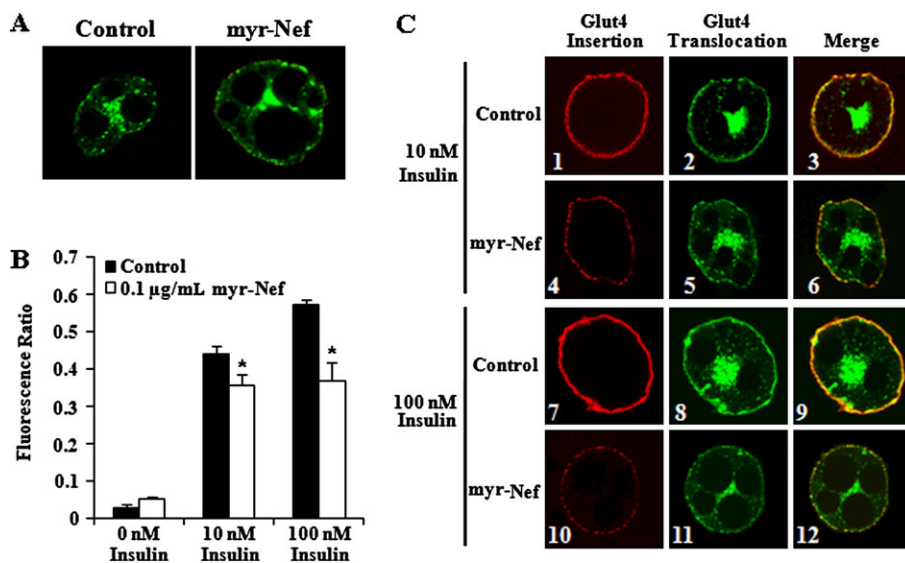 A
Control
myr-Nef
B
Fluorescence Ratio
0.7
0.6
0.5
0.4
0.3
0.2
0.1
0
Control
0.1 µg/mL myr-Nef
*
*
0 nM
Insulin
10 nM
Insulin
100 nM
Insulin
C
Glut4
Insertion
Glut4
Translocation
Merge
10 nM
Insulin
Control
1
2
3
myr-Nef
4
5
6
100 nM
Insulin
Control
7
8
9
myr-Nef
10
11
12